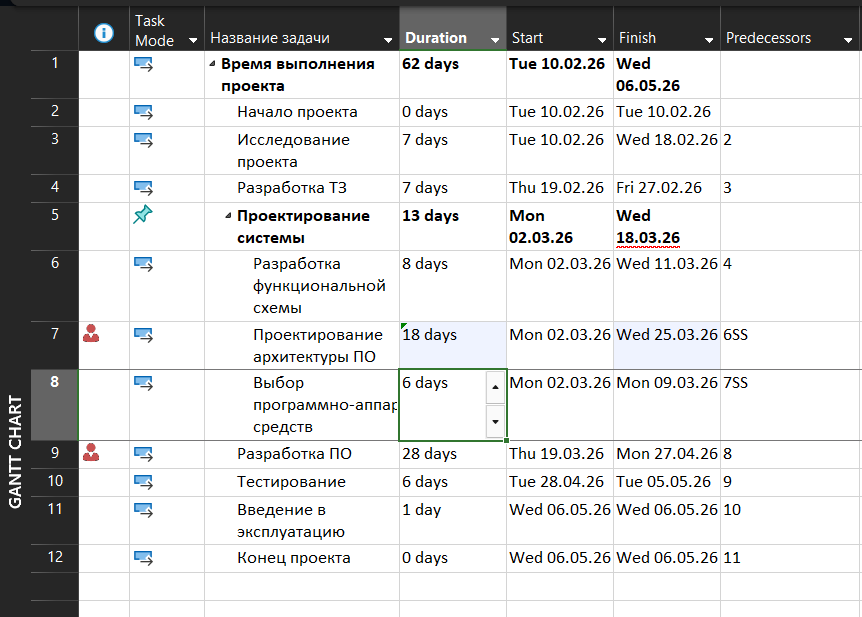 Task Mode Название задачи Duration Start Finish Predecessors
1 Время выполнения проекта 62 days Tue 10.02.26 Wed 06.05.26
2 Начало проекта 0 days Tue 10.02.26 Tue 10.02.26
3 Исследование проекта 7 days Tue 10.02.26 Wed 18.02.26 2
4 Разработка ТЗ 7 days Thu 19.02.26 Fri 27.02.26 3
5 Проектирование системы 13 days Mon 02.03.26 Wed 18.03.26
6 Разработка функциональной схемы 8 days Mon 02.03.26 Wed 11.03.26 4
7 Проектирование архитектуры ПО 18 days Mon 02.03.26 Wed 25.03.26 6SS
8 Выбор программно-аппар средств 6 days Mon 02.03.26 Mon 09.03.26 7SS
9 Разработка ПО 28 days Thu 19.03.26 Mon 27.04.26 8
10 Тестирование 6 days Tue 28.04.26 Tue 05.05.26 9
11 Введение в эксплуатацию 1 day Wed 06.05.26 Wed 06.05.26 10
12 Конец проекта 0 days Wed 06.05.26 Wed 06.05.26 11
GANTT CHART